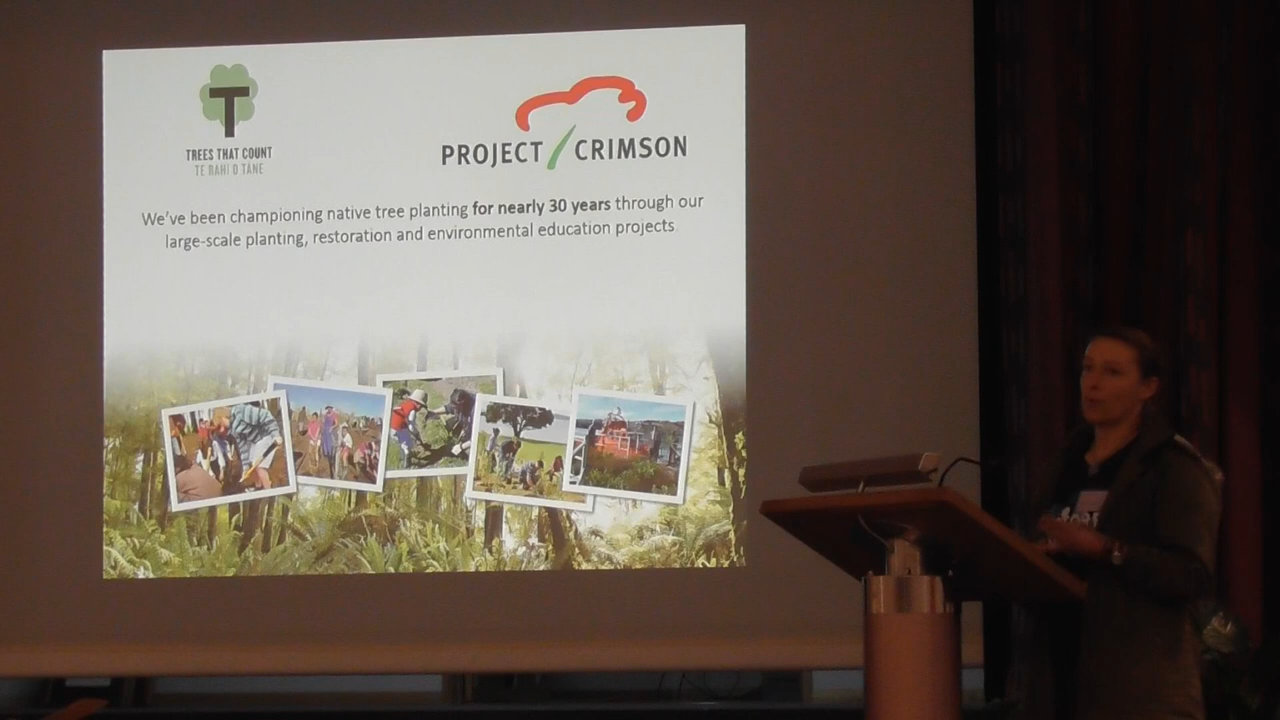 TREES THAT COUNT
TE RAHI O TĀNE
PROJECT CRIMSON
We've been championing native tree planting for nearly 30 years through our
large-scale planting, restoration and environmental education projects